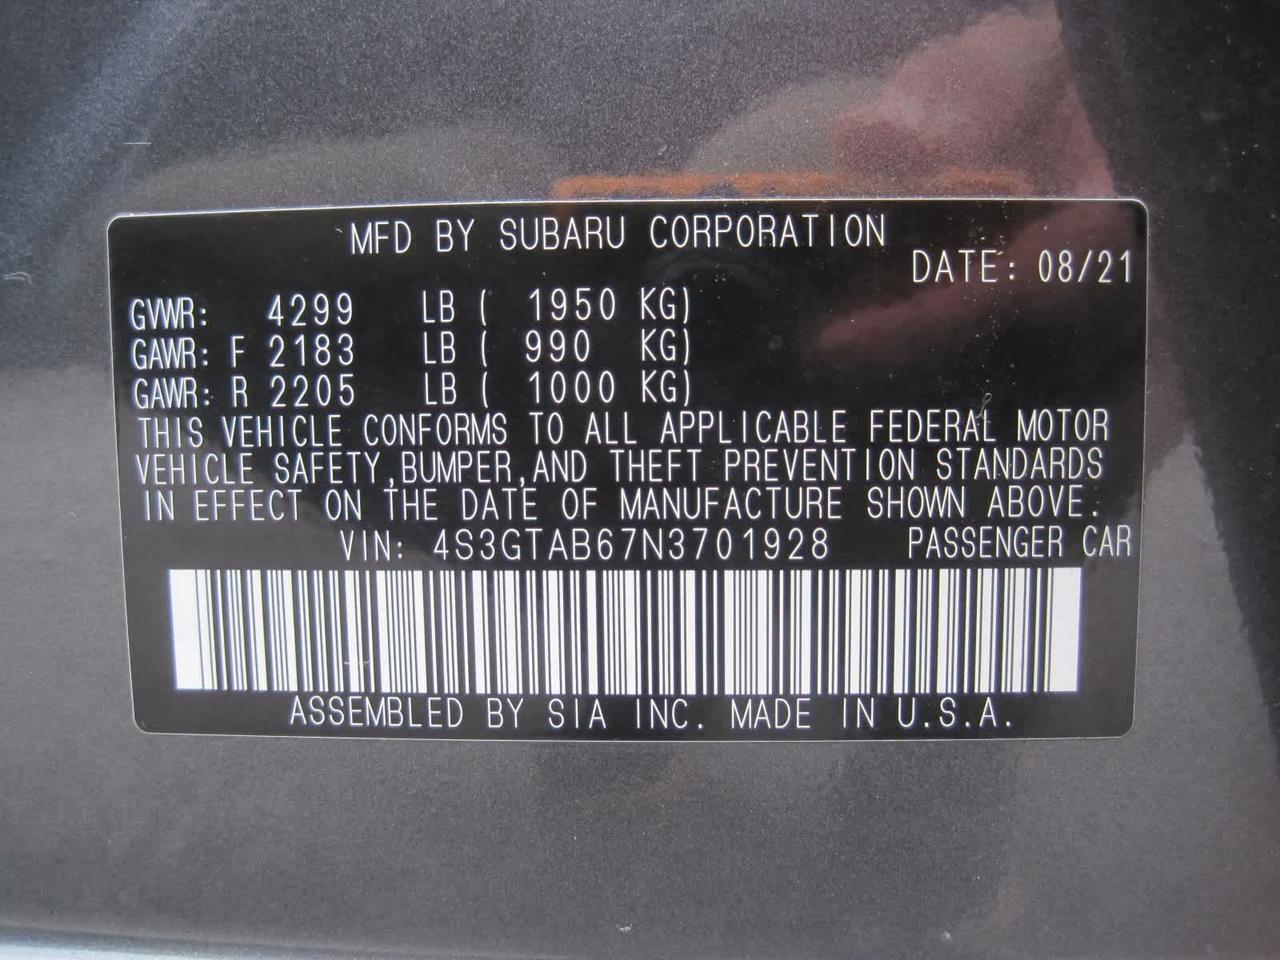 MFD BY SUBARU CORPORATION
DATE: 08/21
GVWR: 4299 LB ( 1950 KG)
GAWR: F 2183 LB ( 990 KG)
GAWR: R 2205 LB ( 1000 KG)
THIS VEHICLE CONFORMS TO ALL APPLICABLE FEDERAL MOTOR
VEHICLE SAFETY,BUMPER,AND THEFT PREVENTION STANDARDS
IN EFFECT ON THE DATE OF MANUFACTURE SHOWN ABOVE.
VIN: 4S3GTAB67N3701928 PASSENGER CAR
ASSEMBLED BY SIA INC. MADE IN U.S.A.